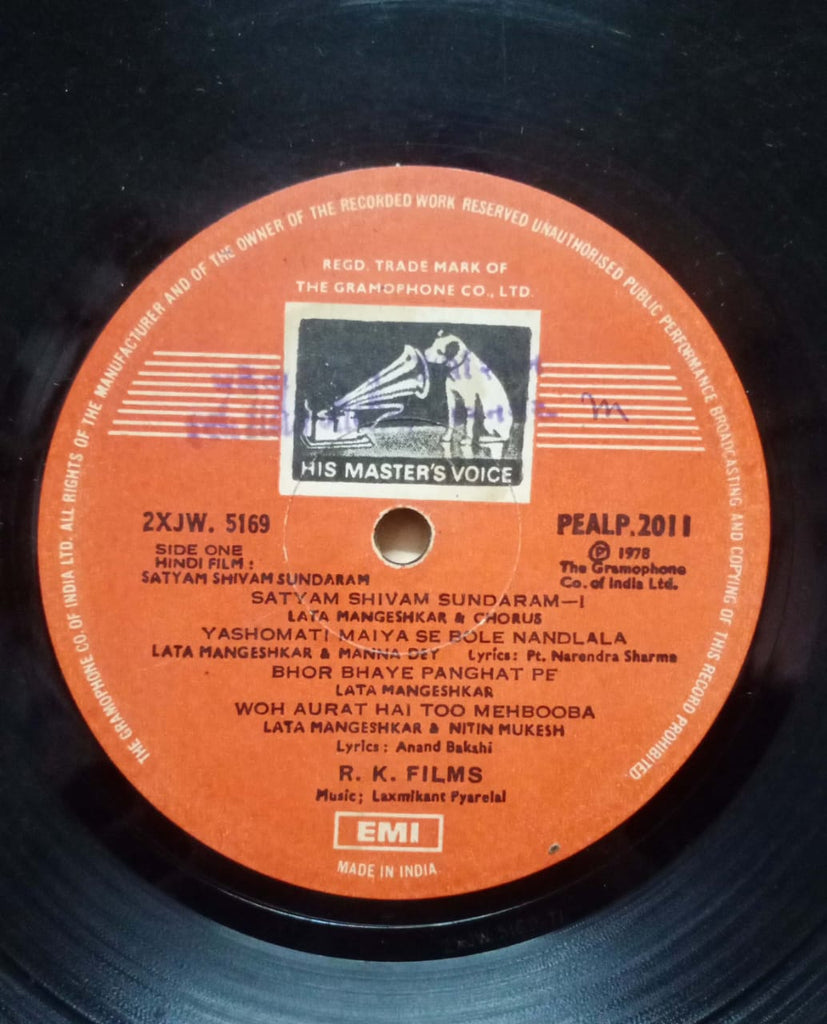 THE GRAMOPHONE CO. OF INDIA LTD. ALL RIGHTS OF THE MANUFACTURER AND OF THE OWNER OF THE RECORDED WORK RESERVED UNAUTHORISED PUBLIC PERFORMANCE BROADCASTING AND COPYING OF THIS RECORD PROHIBITED.
REGD. TRADE MARK OF
THE GRAMOPHONE CO., LTD.
HIS MASTER'S VOICE
2XJW. 5169
PEALP.2011
SIDE ONE
HINDI FILM :
SATYAM SHIVAM SUNDARAM
Ⓟ 1978
The Gramophone
Co. of India Ltd.
SATYAM SHIVAM SUNDARAM—I
LATA MANGESHKAR & CHORUS
YASHOMATI MAIYA SE BOLE NANDLALA
LATA MANGESHKAR & MANNA DEY Lyrics: Pt. Narendra Sharma
BHOR BHAYE PANGHAT PE
LATA MANGESHKAR
WOH AURAT HAI TOO MEHBOOBA
LATA MANGESHKAR & NITIN MUKESH
Lyrics : Anand Bakshi
R. K. FILMS
Music; Laxmikant Pyarelal
EMI
MADE IN INDIA